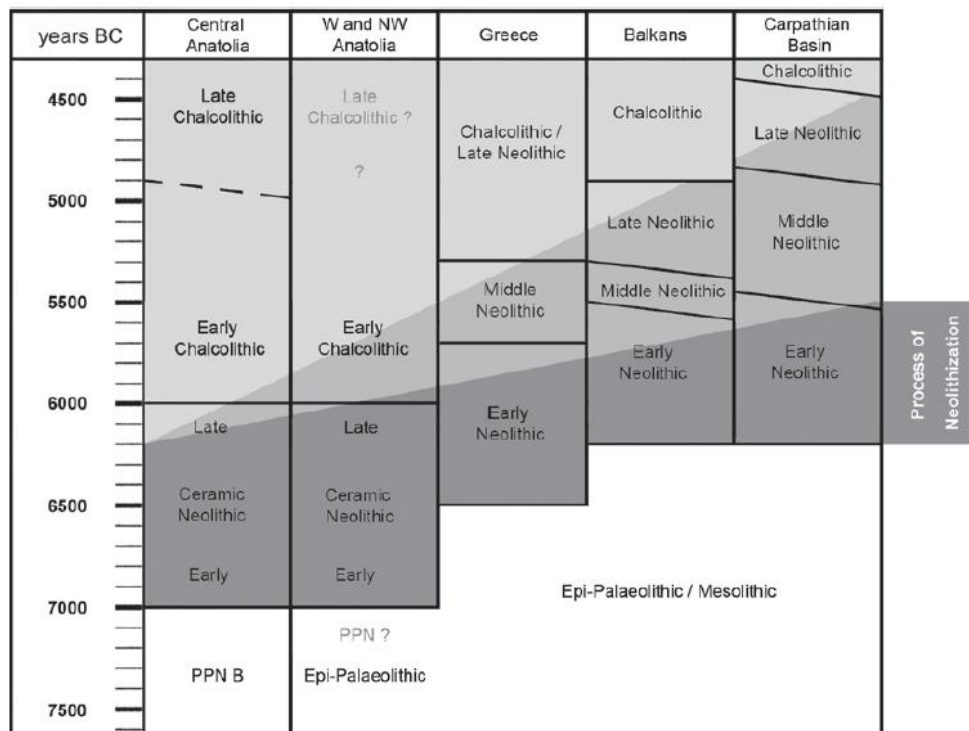 years BC
Central
Anatolia
W and NW
Anatolia
Greece
Balkans
Carpathian
Basin
4500
5000
5500
6000
6500
7000
7500
Late
Chalcolithic
Early
Chalcolithic
Late
Ceramic
Neolithic
Early
PPN B
Late
Chalcolithic ?
?
Early
Chalcolithic
Late
Ceramic
Neolithic
Early
PPN ?
Epi-Palaeolithic
Chalcolithic /
Late Neolithic
Middle
Neolithic
Early
Neolithic
Chalcolithic
Late Neolithic
Middle Neolithic
Early
Neolithic
Chalcolithic
Late Neolithic
Middle
Neolithic
Early
Neolithic
Epi-Palaeolithic / Mesolithic
Process of
Neolithization